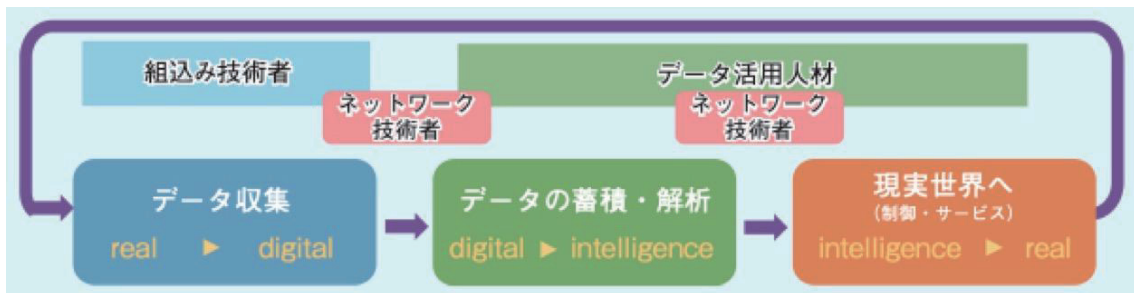 組込み技術者
データ活用人材
ネットワーク
技術者
ネットワーク
技術者
データ収集
real ▶ digital
データの蓄積・解析
digital ▶ intelligence
現実世界へ
(制御・サービス)
intelligence ▶ real